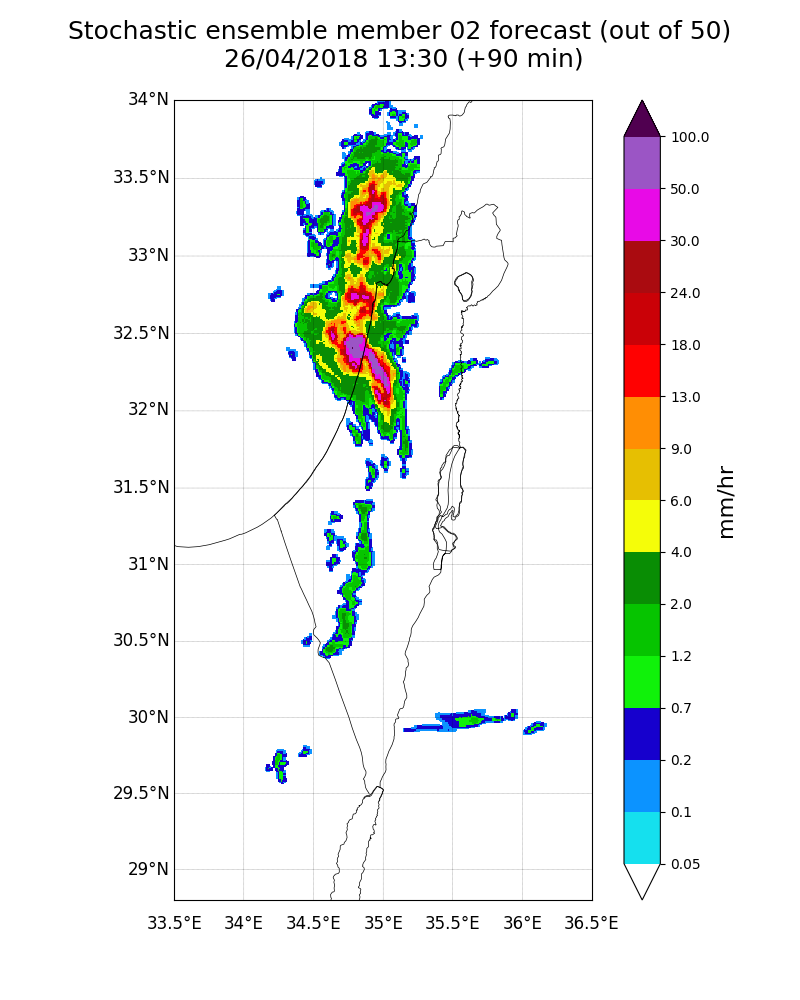 Stochastic ensemble member 02 forecast (out of 50)
26/04/2018 13:30 (+90 min)
34°N
33.5°N
33°N
32.5°N
32°N
31.5°N
31°N
30.5°N
30°N
29.5°N
29°N
33.5°E 34°E 34.5°E 35°E 35.5°E 36°E 36.5°E
100.0
50.0
30.0
24.0
18.0
13.0
9.0
6.0
4.0
2.0
1.2
0.7
0.2
0.1
0.05
mm/hr